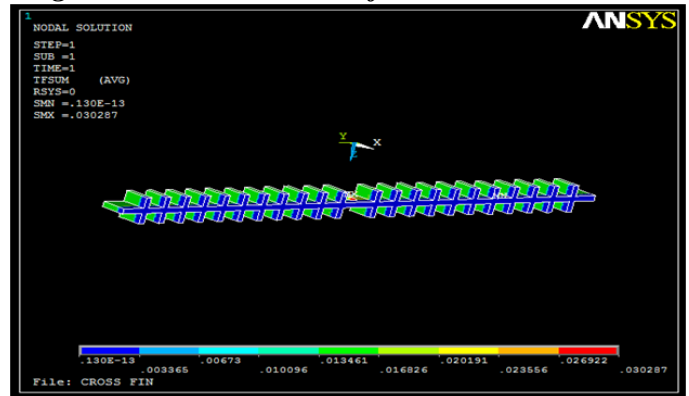 1
NODAL SOLUTION
ANSYS
STEP=1
SUB =1
TIME=1
TFSUM (AVG)
RSYS=0
SMN =.130E-13
SMX =.030287
Y
X
.130E-13 .00673 .013461 .020191 .026922
.003365 .010096 .016826 .023556 .030287
File: CROSS FIN